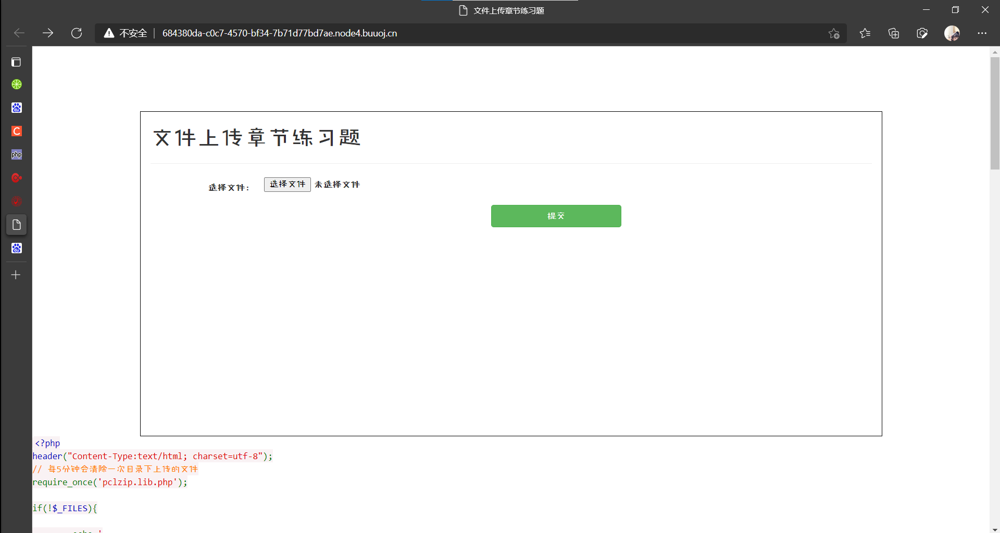 文件上传章节练习题
不安全
684380da-c0c7-4570-bf34-7b71d77bd7ae.node4.buuoj.cn
du
C
php
du
文件上传章节练习题
选择文件： 选择文件 未选择文件
提交
<?php
header("Content-Type:text/html; charset=utf-8");
// 每5分钟会清除一次目录下上传的文件
require_once('pclzip.lib.php');
if(!$_FILES){
echo '